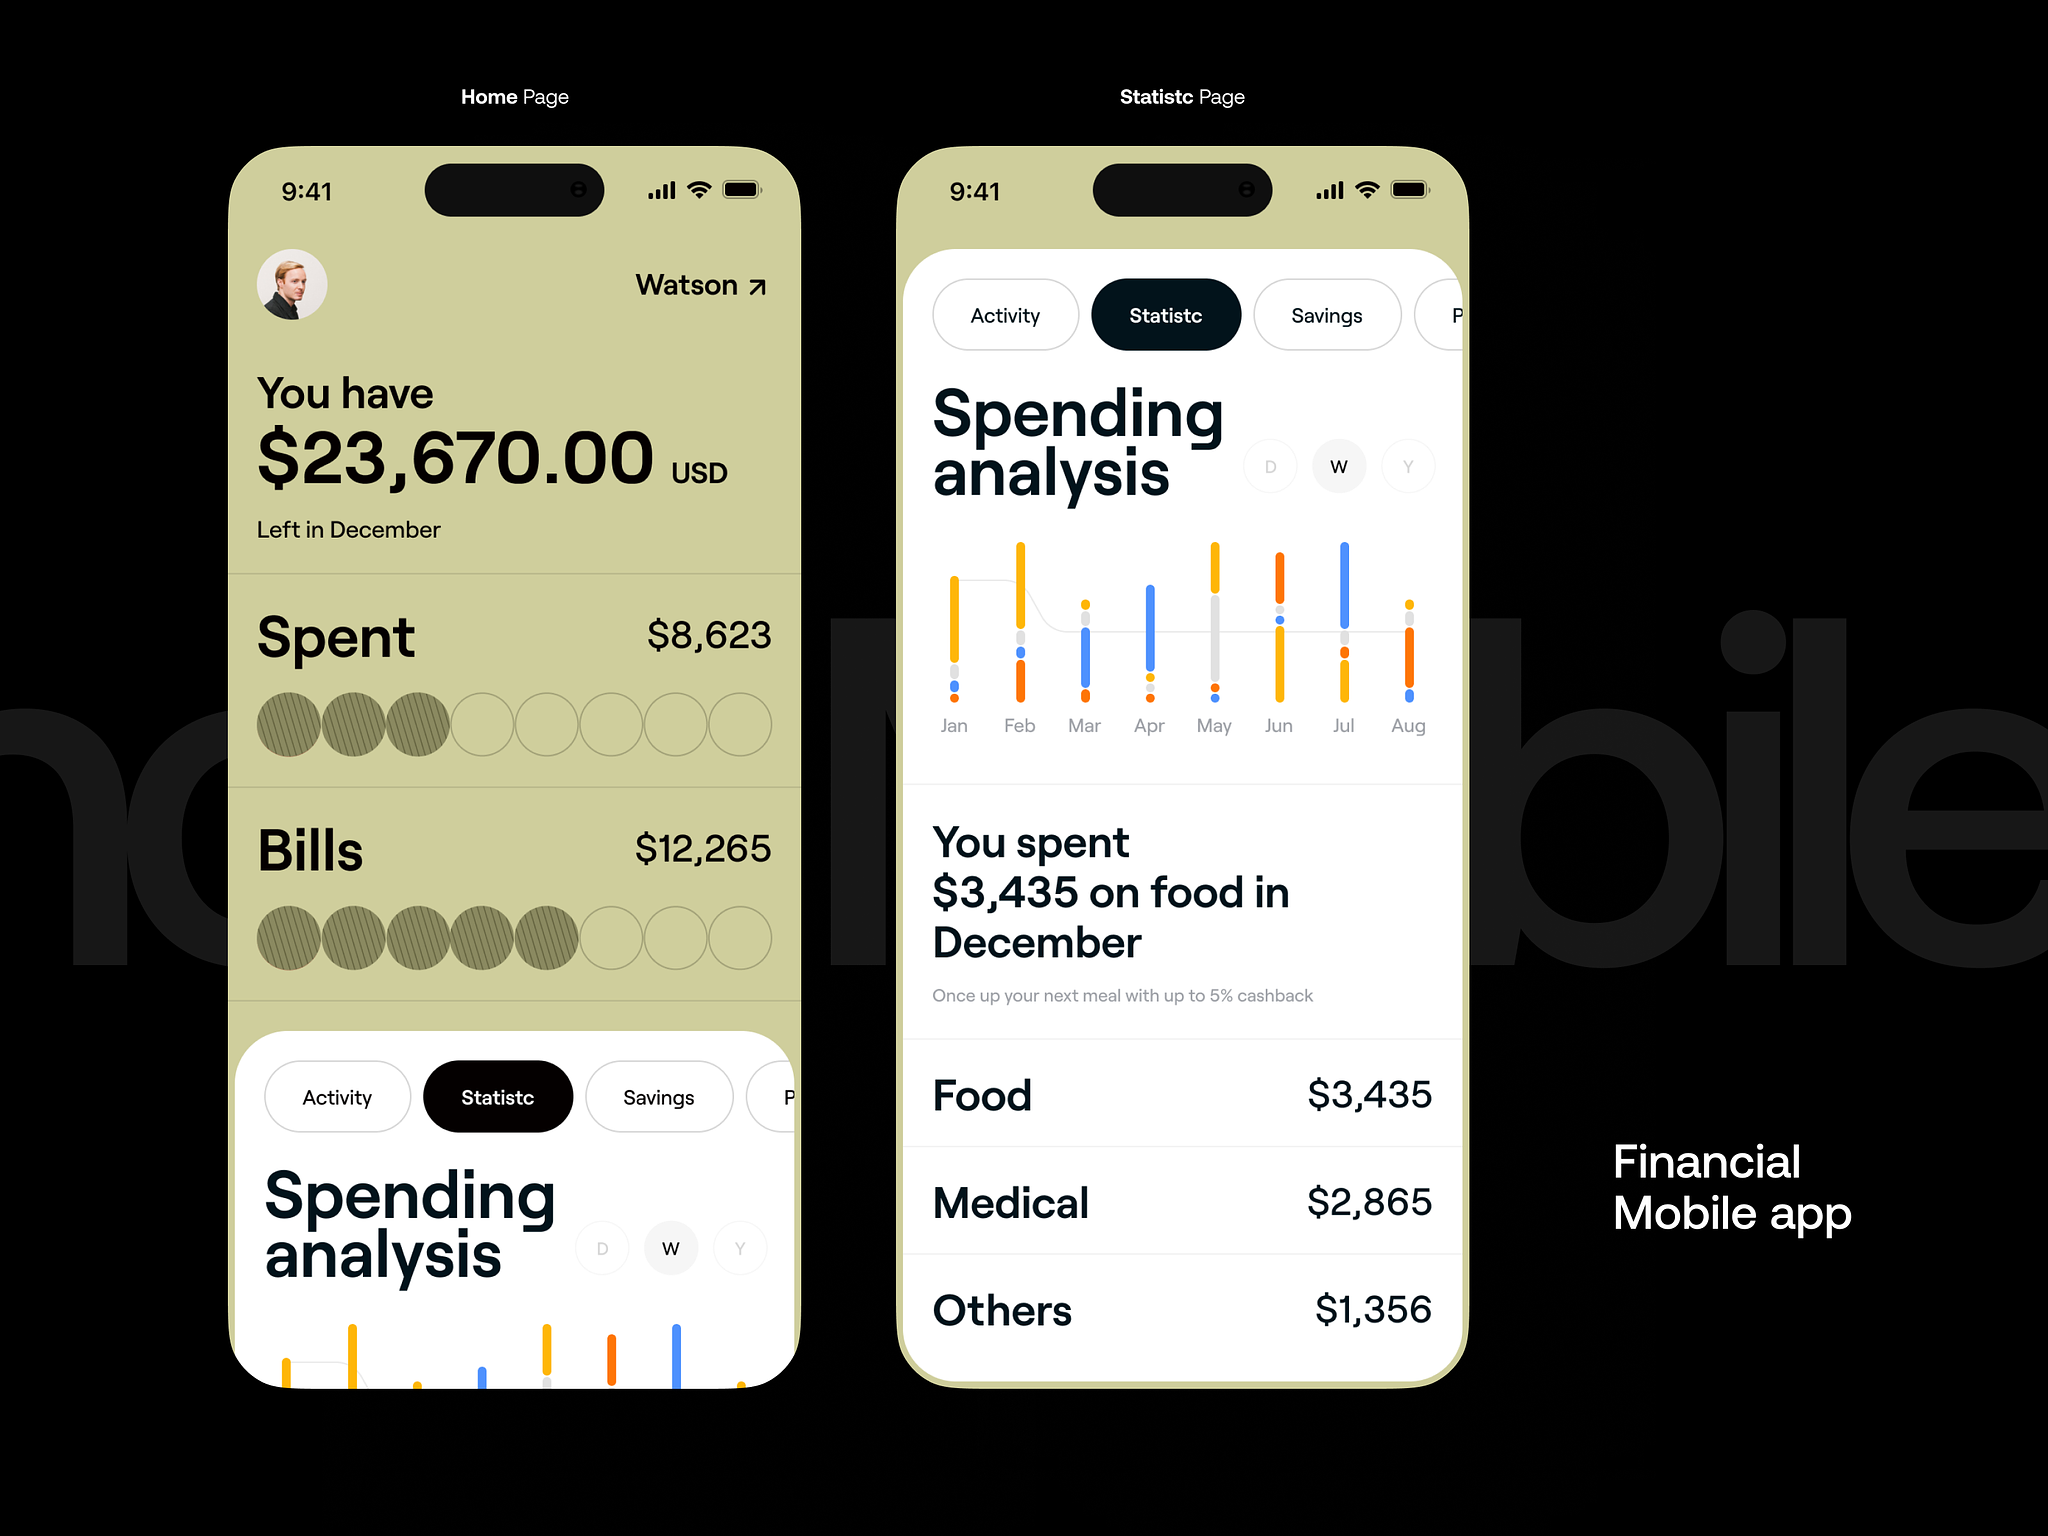 Home Page
9:41
Watson
You have
$23,670.00 USD
Left in December
Spent
$8,623
Bills
$12,265
Activity
Statistc
Savings
P
Spending
analysis
D
W
Y
Statistc Page
9:41
Activity
Statistc
Savings
P
Spending
analysis
D
W
Y
Jan
Feb
Mar
Apr
May
Jun
Jul
Aug
You spent
$3,435 on food in
December
Once up your next meal with up to 5% cashback
Food
$3,435
Medical
$2,865
Others
$1,356
Financial
Mobile app